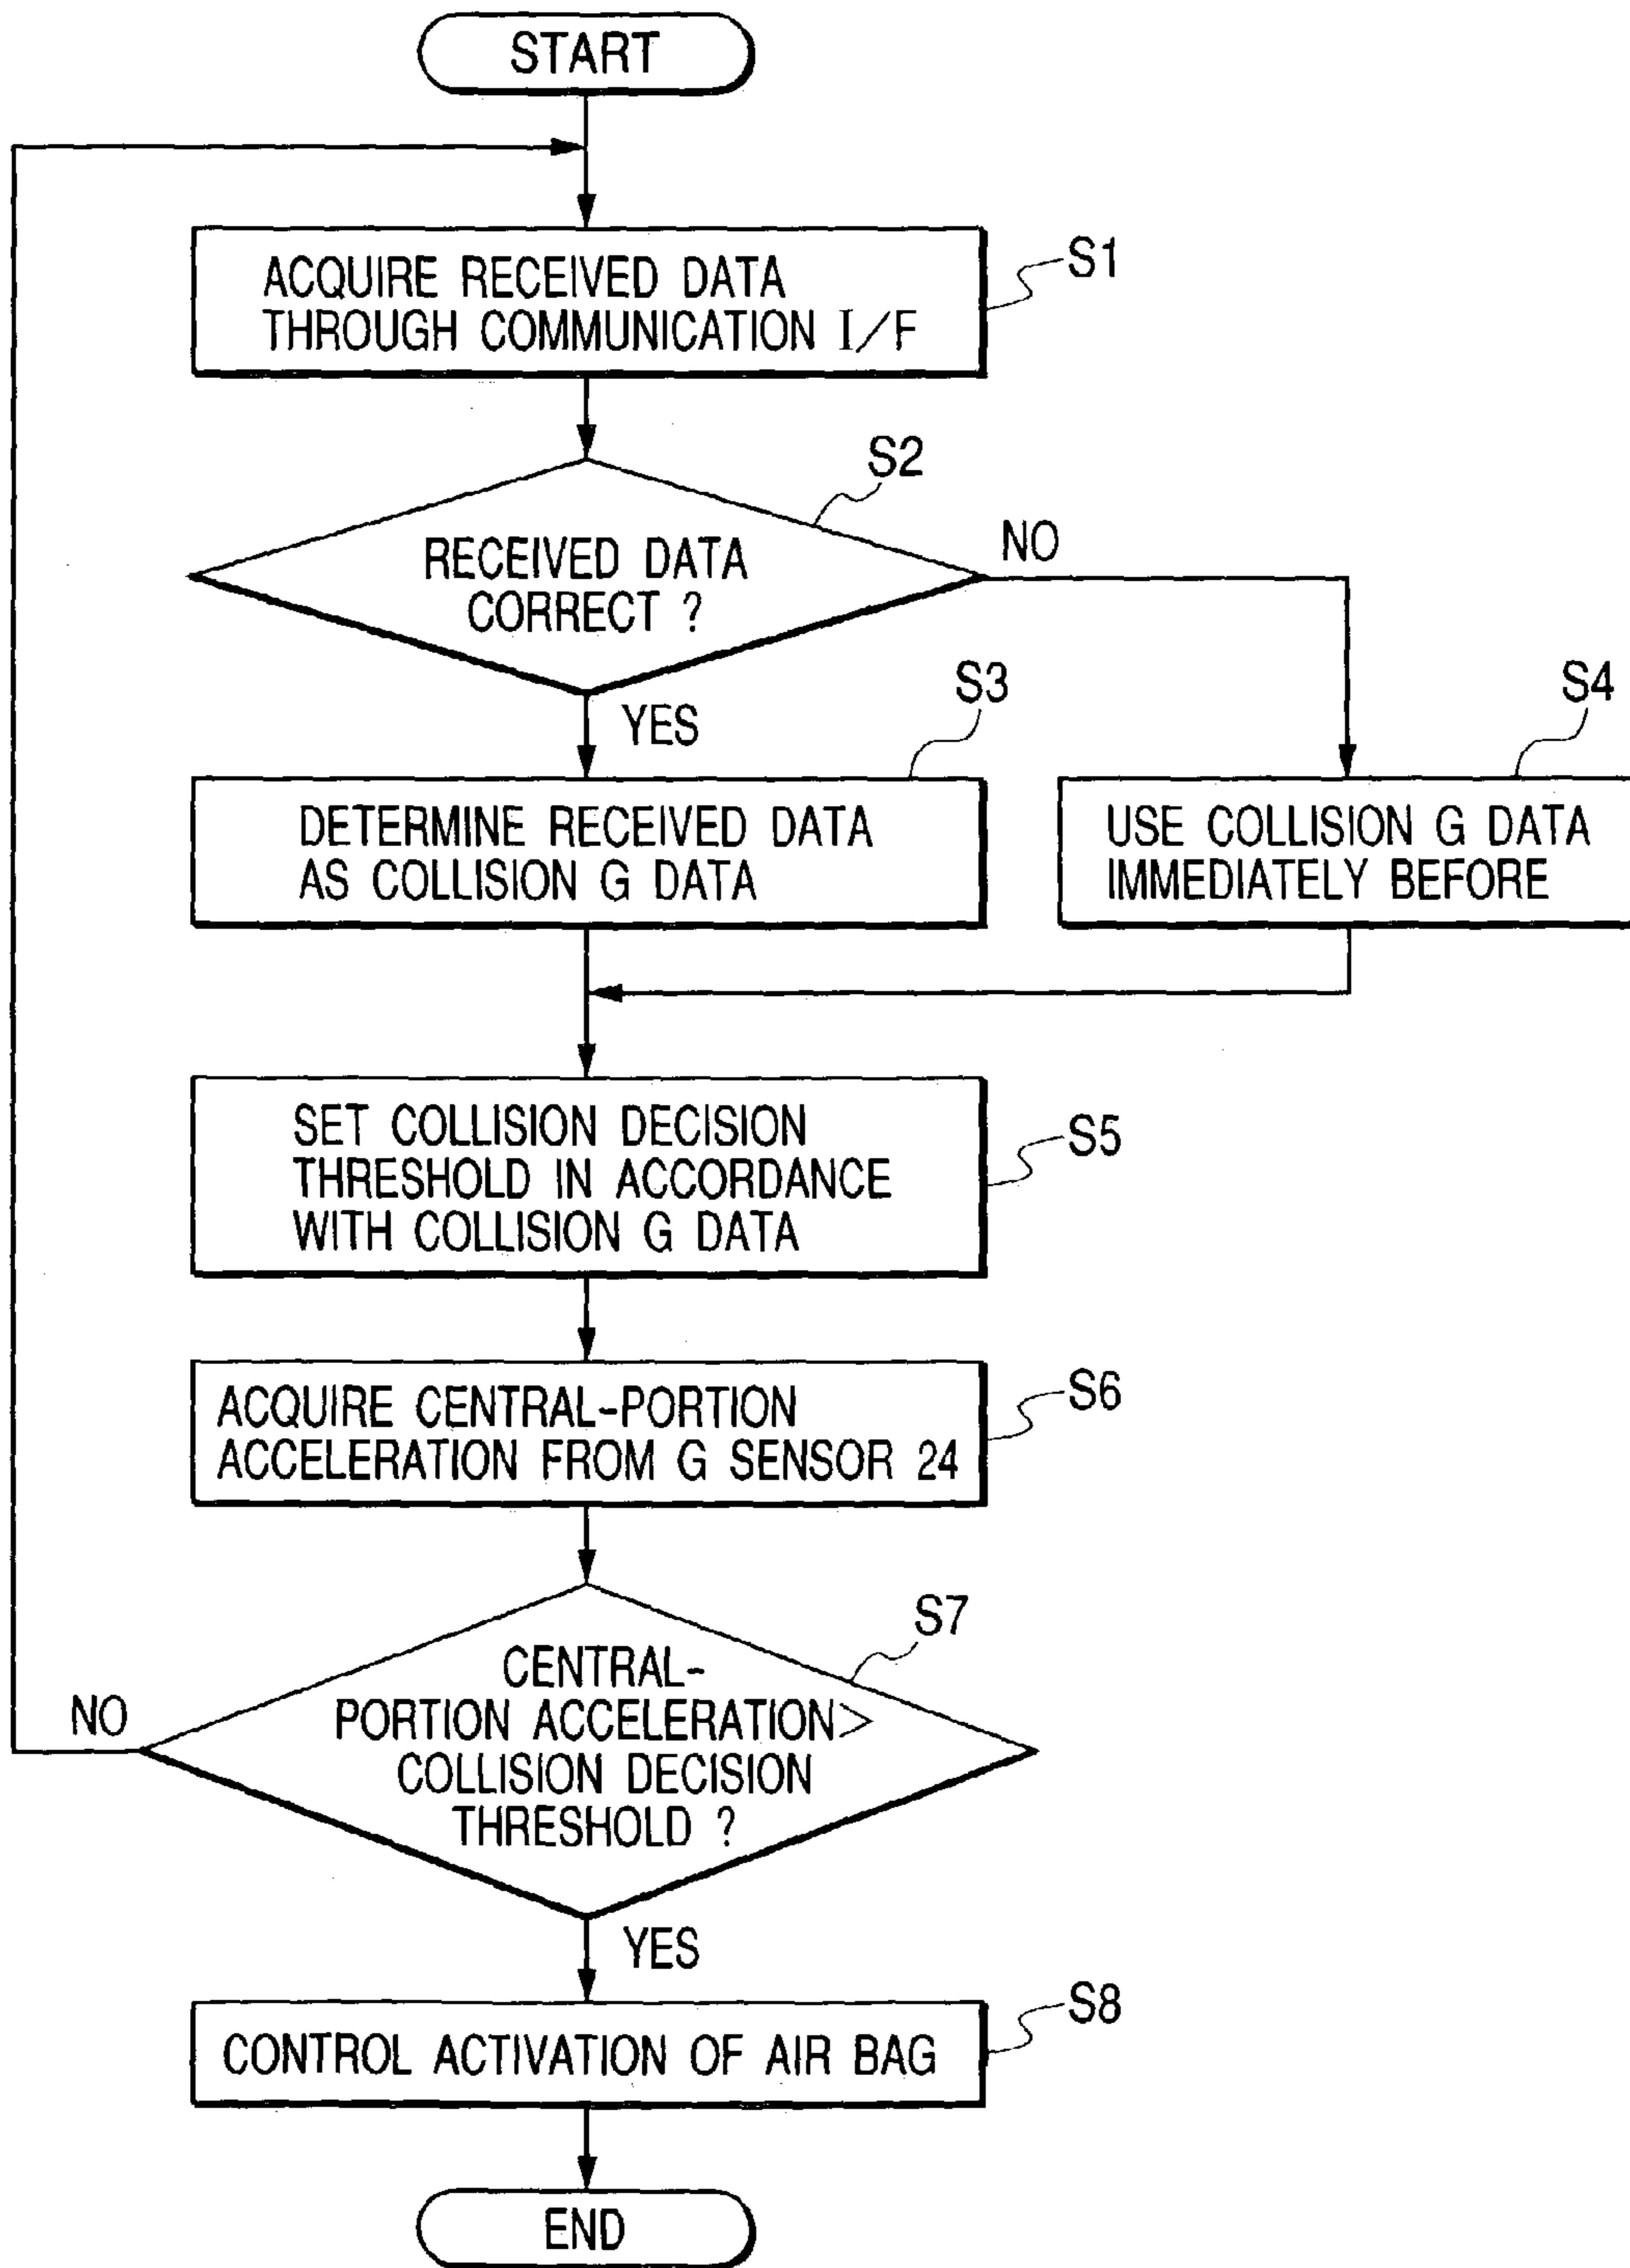 START
ACQUIRE RECEIVED DATA
THROUGH COMMUNICATION I/F
S1
S2
RECEIVED DATA
CORRECT ?
NO
YES
S3
DETERMINE RECEIVED DATA
AS COLLISION G DATA
S4
USE COLLISION G DATA
IMMEDIATELY BEFORE
SET COLLISION DECISION
THRESHOLD IN ACCORDANCE
WITH COLLISION G DATA
S5
ACQUIRE CENTRAL-PORTION
ACCELERATION FROM G SENSOR 24
S6
S7
CENTRAL-
PORTION ACCELERATION>
COLLISION DECISION
THRESHOLD ?
NO
YES
CONTROL ACTIVATION OF AIR BAG
S8
END